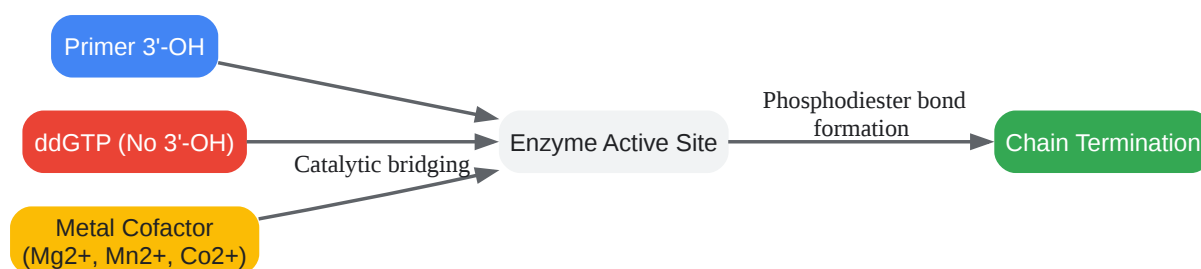 Primer 3'-OH
ddGTP (No 3'-OH)
Catalytic bridging
Metal Cofactor
(Mg2+, Mn2+, Co2+)
Enzyme Active Site
Phosphodiester bond
formation
Chain Termination